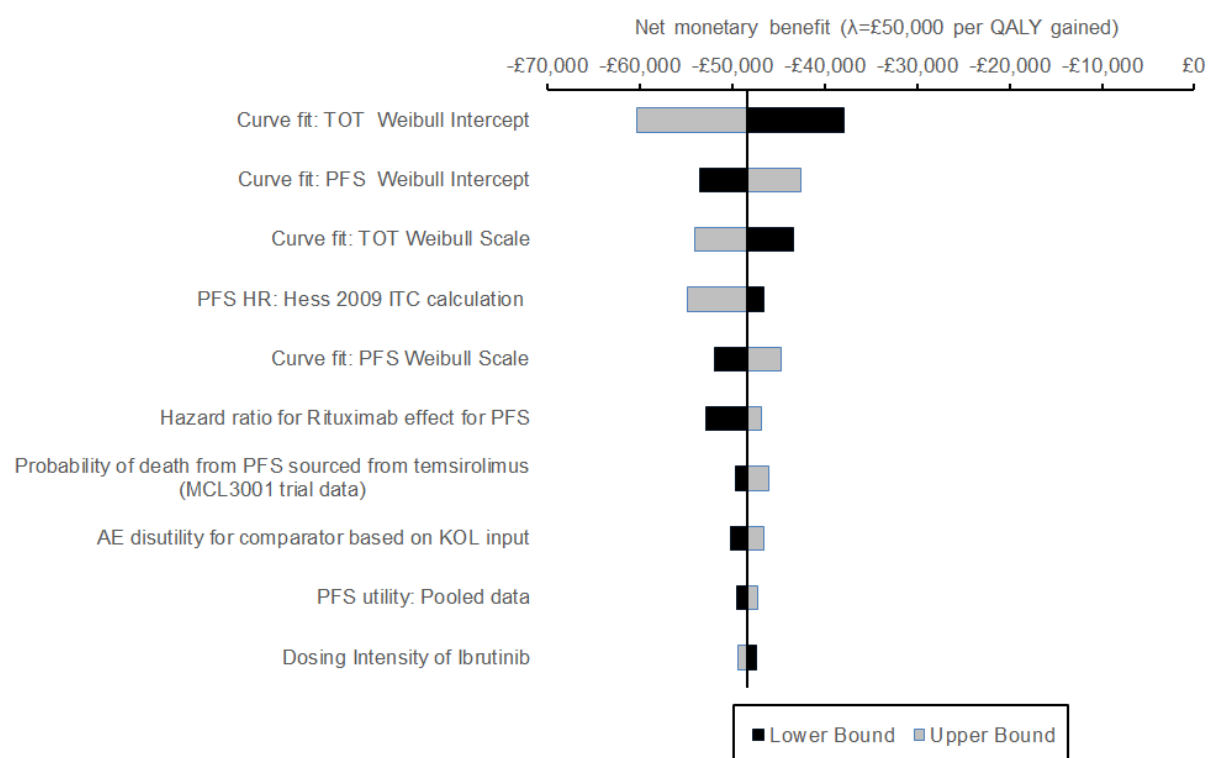 Net monetary benefit (λ=£50,000 per QALY gained)
-£70,000 -£60,000 -£50,000 -£40,000 -£30,000 -£20,000 -£10,000 £0
Curve fit: TOT Weibull Intercept
Curve fit: PFS Weibull Intercept
Curve fit: TOT Weibull Scale
PFS HR: Hess 2009 ITC calculation
Curve fit: PFS Weibull Scale
Hazard ratio for Rituximab effect for PFS
Probability of death from PFS sourced from temsirolimus
(MCL3001 trial data)
AE disutility for comparator based on KOL input
PFS utility: Pooled data
Dosing Intensity of Ibrutinib
Lower Bound Upper Bound